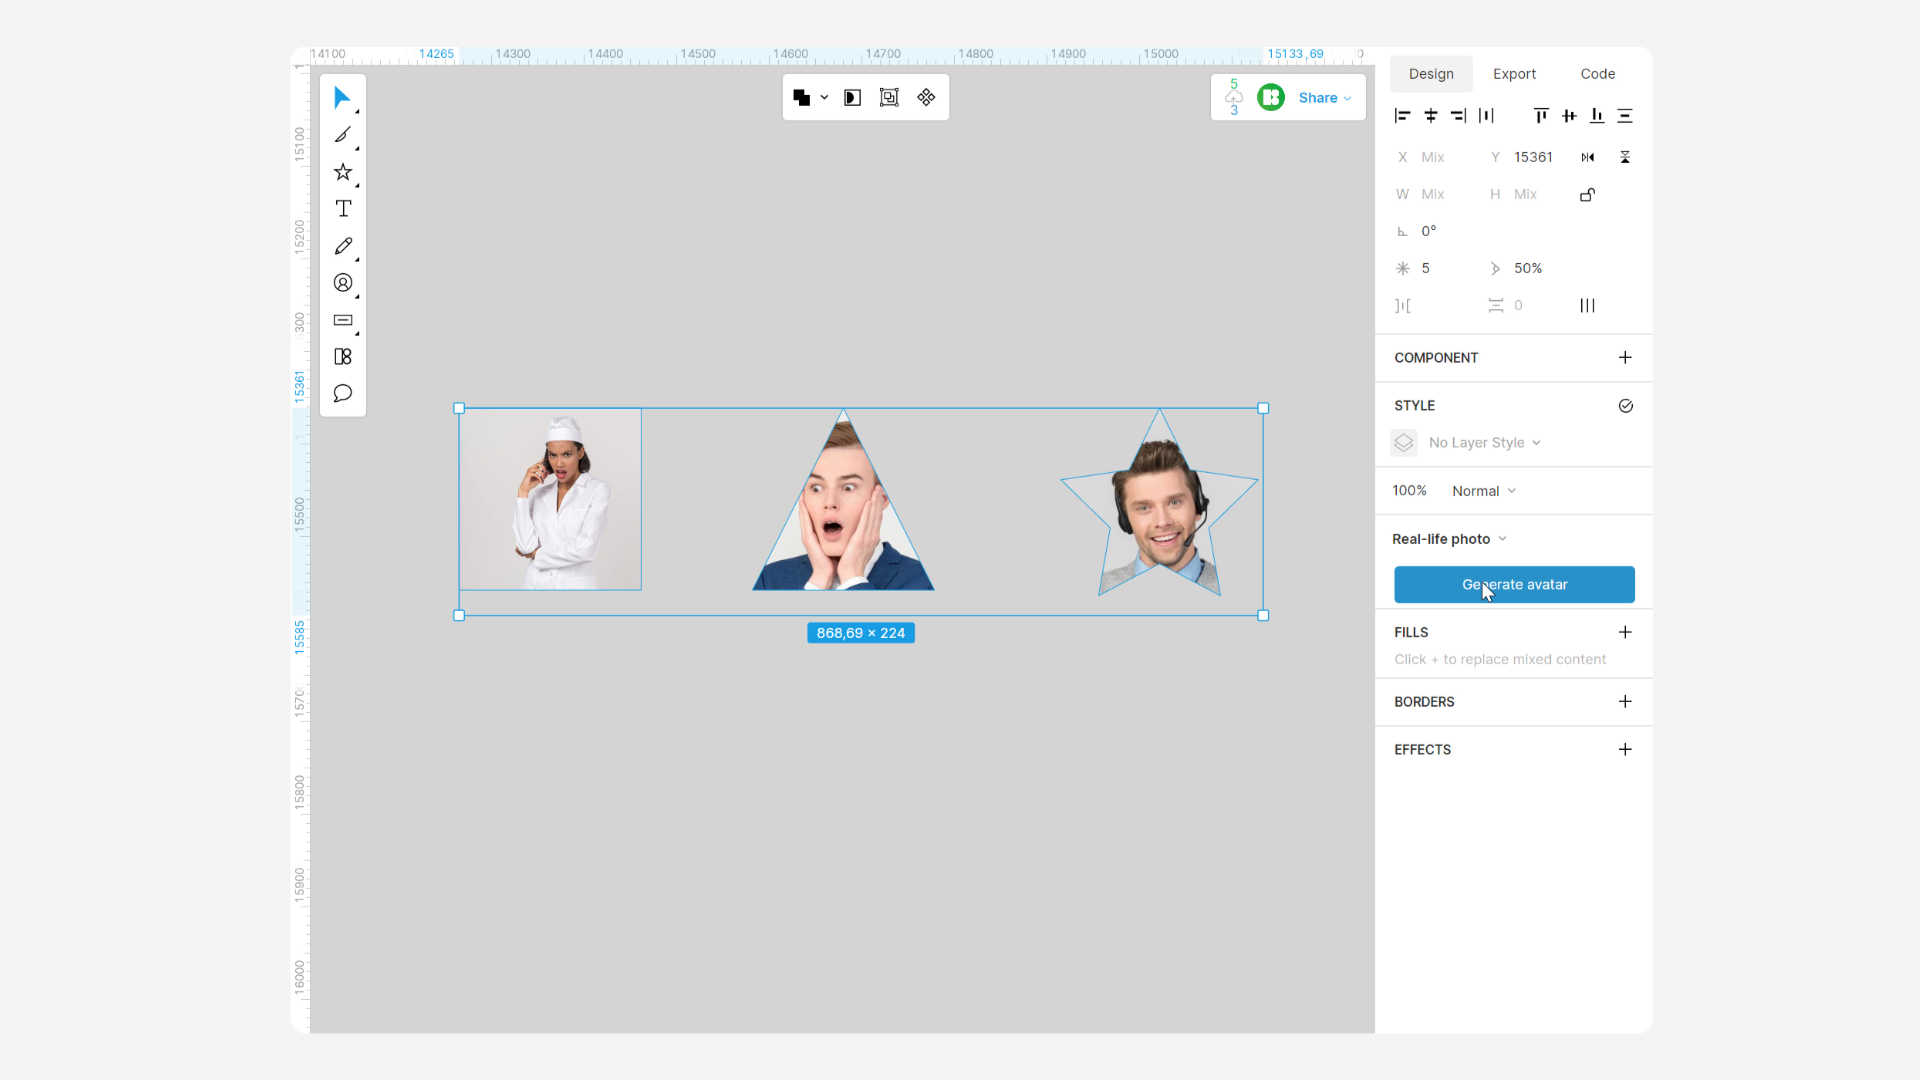 14100 14265 14300 14400 14500 14600 14700 14800 14900 15000 15133,69
15100
15200
15361
15500
15585
15800
15900
16000
5
3
Share
Design Export Code
X Mix Y 15361
W Mix H Mix
0°
5 50%
0
COMPONENT
STYLE
No Layer Style
100% Normal
Real-life photo
Generate avatar
FILLS
Click + to replace mixed content
BORDERS
EFFECTS
868,69 × 224